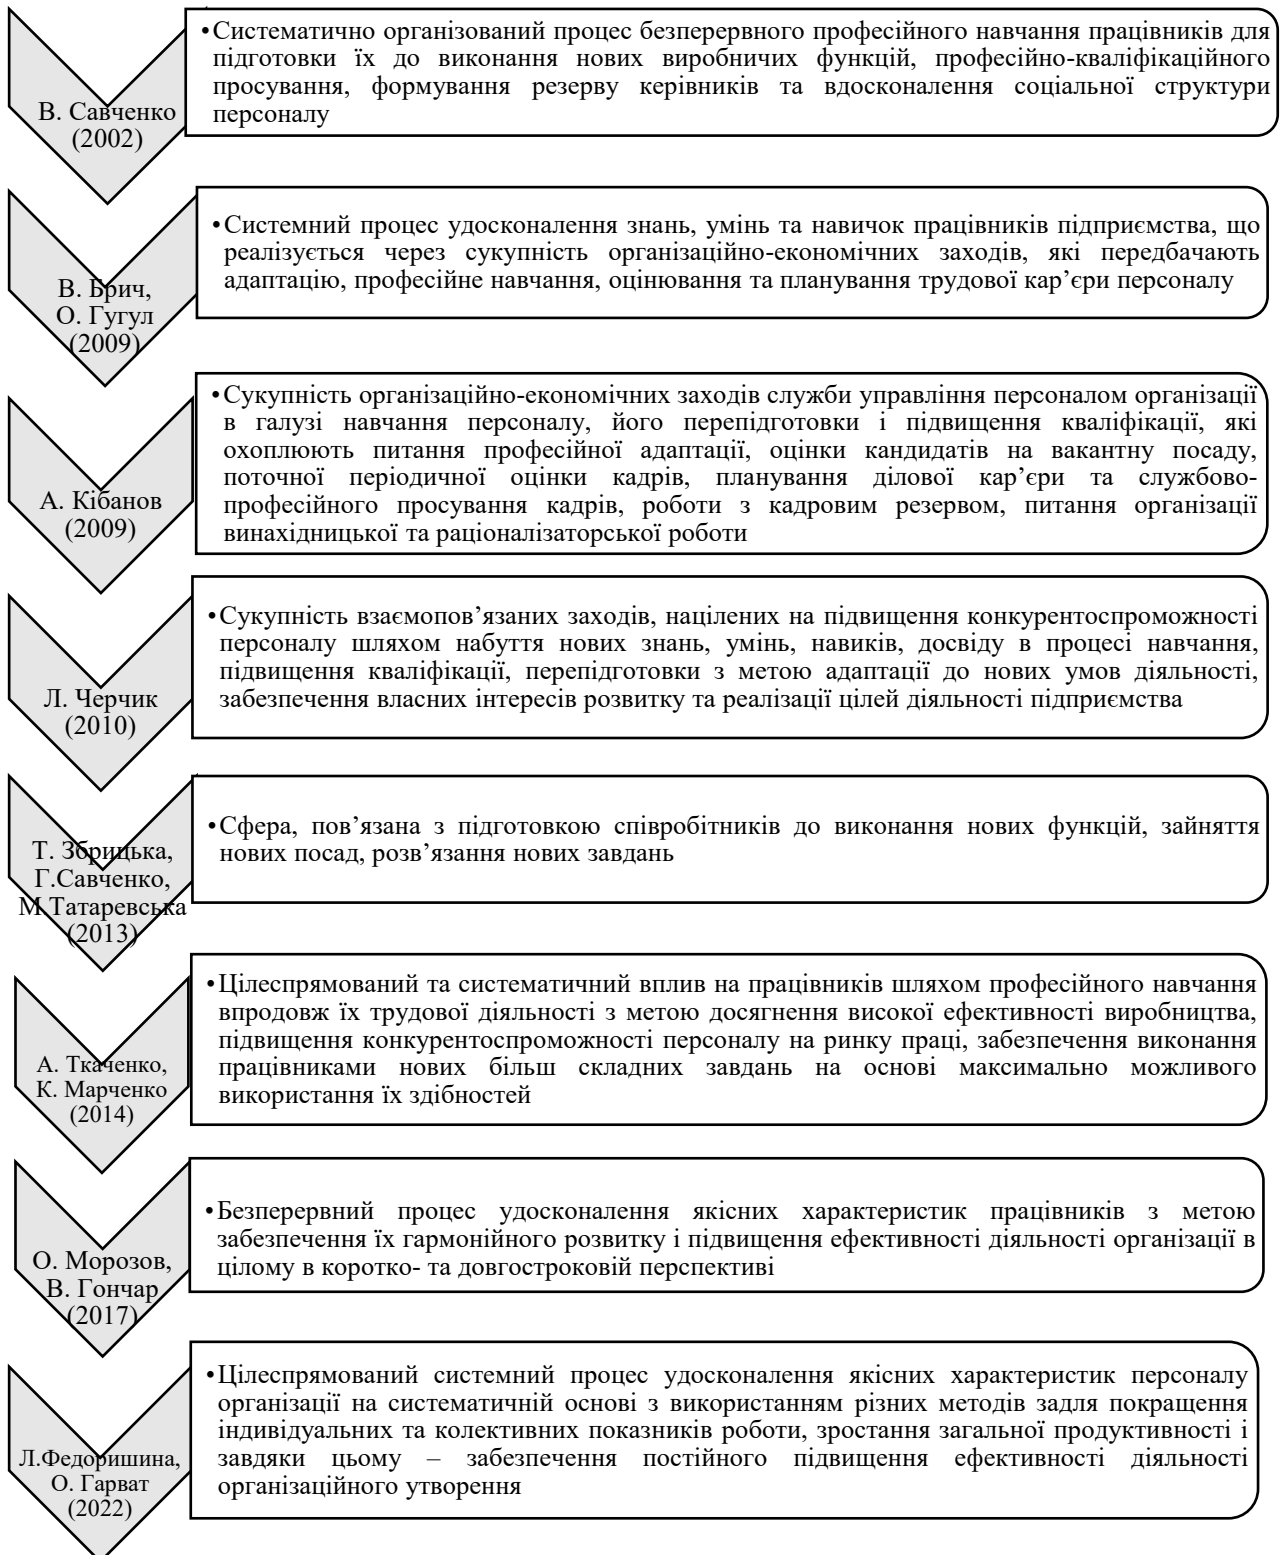 В. Савченко
(2002)
•Систематично організований процес безперервного професійного навчання працівників для
підготовки їх до виконання нових виробничих функцій, професійно-кваліфікаційного
просування, формування резерву керівників та вдосконалення соціальної структури
персоналу
В. Брич,
О. Гугул
(2009)
•Системний процес удосконалення знань, умінь та навичок працівників підприємства, що
реалізується через сукупність організаційно-економічних заходів, які передбачають
адаптацію, професійне навчання, оцінювання та планування трудової кар’єри персоналу
А. Кібанов
(2009)
•Сукупність організаційно-економічних заходів служби управління персоналом організації
в галузі навчання персоналу, його перепідготовки і підвищення кваліфікації, які
охоплюють питання професійної адаптації, оцінки кандидатів на вакантну посаду,
поточної періодичної оцінки кадрів, планування ділової кар’єри та службово-
професійного просування кадрів, роботи з кадровим резервом, питання організації
винахідницької та раціоналізаторської роботи
Л. Черчик
(2010)
•Сукупність взаємопов’язаних заходів, націлених на підвищення конкурентоспроможності
персоналу шляхом набуття нових знань, умінь, навиків, досвіду в процесі навчання,
підвищення кваліфікації, перепідготовки з метою адаптації до нових умов діяльності,
забезпечення власних інтересів розвитку та реалізації цілей діяльності підприємства
Т. Збрицька,
Г.Савченко,
М.Татаревська
(2013)
•Сфера, пов’язана з підготовкою співробітників до виконання нових функцій, зайняття
нових посад, розв’язання нових завдань
А. Ткаченко,
К. Марченко
(2014)
•Цілеспрямований та систематичний вплив на працівників шляхом професійного навчання
впродовж їх трудової діяльності з метою досягнення високої ефективності виробництва,
підвищення конкурентоспроможності персоналу на ринку праці, забезпечення виконання
працівниками нових більш складних завдань на основі максимально можливого
використання їх здібностей
О. Морозов,
В. Гончар
(2017)
•Безперервний процес удосконалення якісних характеристик працівників з метою
забезпечення їх гармонійного розвитку і підвищення ефективності діяльності організації в
цілому в коротко- та довгостроковій перспективі
Л.Федоришина,
О. Гарват
(2022)
•Цілеспрямований системний процес удосконалення якісних характеристик персоналу
організації на систематичній основі з використанням різних методів задля покращення
індивідуальних та колективних показників роботи, зростання загальної продуктивності і
завдяки цьому – забезпечення постійного підвищення ефективності діяльності
організаційного утворення